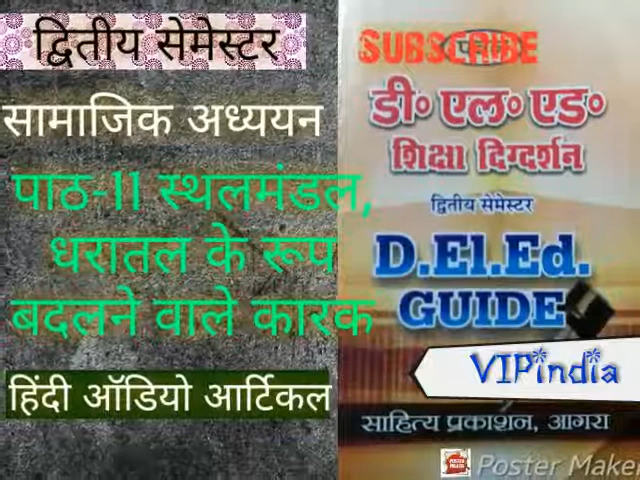 द्वितीय सेमेस्टर
सामाजिक अध्ययन
पाठ-11 स्थलमंडल,
धरातल के रूप
बदलने वाले कारक
हिंदी ऑडियो आर्टिकल
SUBSCRIBE
डी० एल० एड०
शिक्षा दिग्दर्शन
द्वितीय सेमेस्टर
D.El.Ed.
GUIDE
VIPindia
साहित्य प्रकाशन, आगरा
Poster Maker